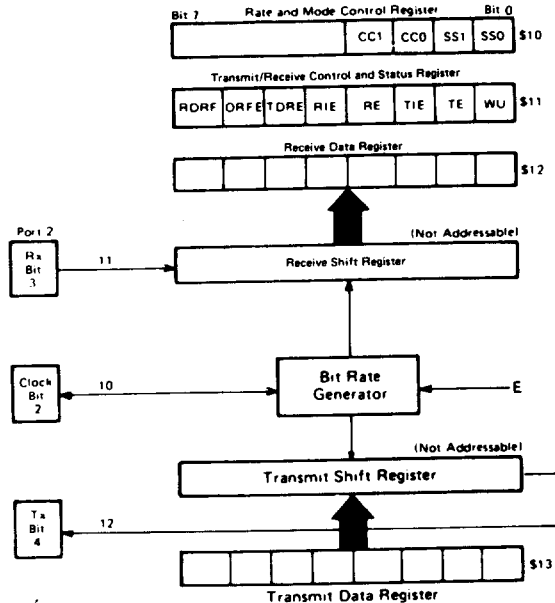 Bit 7 Rate and Mode Control Register Bit 0
CC1 CC0 SS1 SS0 $10
Transmit/Receive Control and Status Register
RDRF ORFE TDRE RIE RE TIE TE WU $11
Receive Data Register
$12
Port 2
(Not Addressable)
Rx
Bit
3
11
Receive Shift Register
Clock
Bit
2
10
Bit Rate
Generator
E
(Not Addressable)
Transmit Shift Register
Tx
Bit
4
12
$13
Transmit Data Register